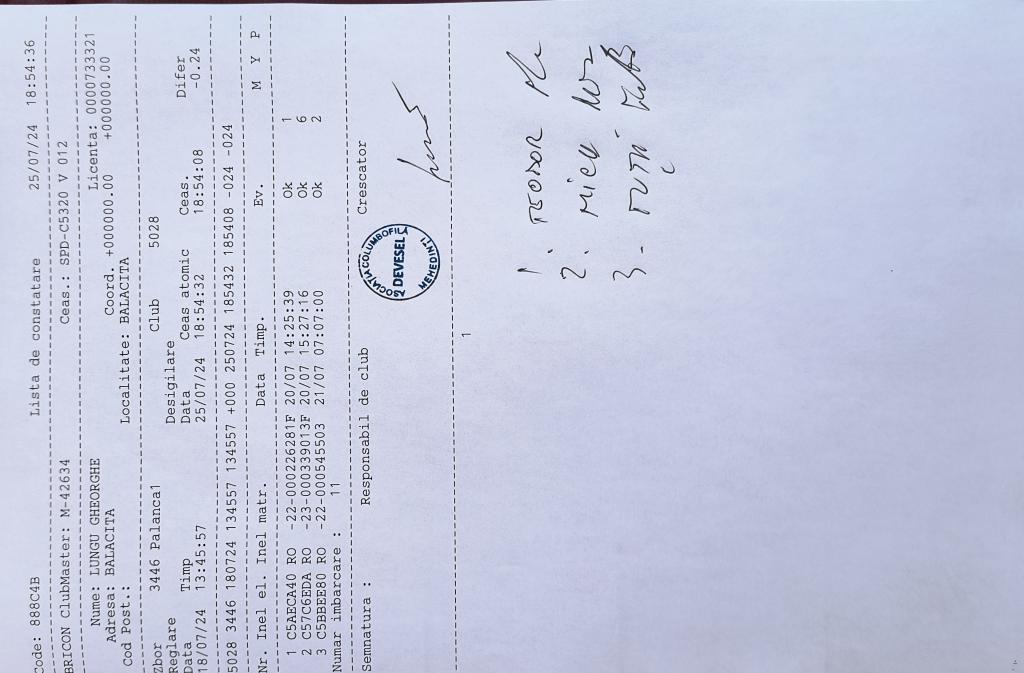 Code: 888C4B Lista de constatare 25/07/24 18:54:36
BRICON ClubMaster: M-42634 Ceas.: SPD-C5320 V 012
Nume: LUNGU GHEORGHE Licenta: 0000733321
Adresa: BALACITA Coord. +000000.00 +000000.00
Cod Post.: Localitate: BALACITA
Zbor 3446 Palanca1 Club 5028
Reglare Desigilare
Data Timp Data Ceas atomic Ceas. Difer
18/07/24 13:45:57 25/07/24 18:54:32 18:54:08 -0.24
5028 3446 180724 134557 134557 +000 250724 185432 185408 -024 -024
Nr. Inel el. Inel matr. Data Timp. Ev. M Y P
1 C5AECA40 RO -22-000226281F 20/07 14:25:39 Ok 1
2 C57C6EDA RO -23-000339013F 20/07 15:27:16 Ok 6
3 C5BBEE80 RO -22-000545503 21/07 07:07:00 Ok 2
Numar imbarcare : 11
Semnatura : Responsabil de club Crescator
ASOCIAȚIA COLUMBOFILĂ
DEVESEL
MEHEDINȚI
1
1. TEODOR
2.
3.